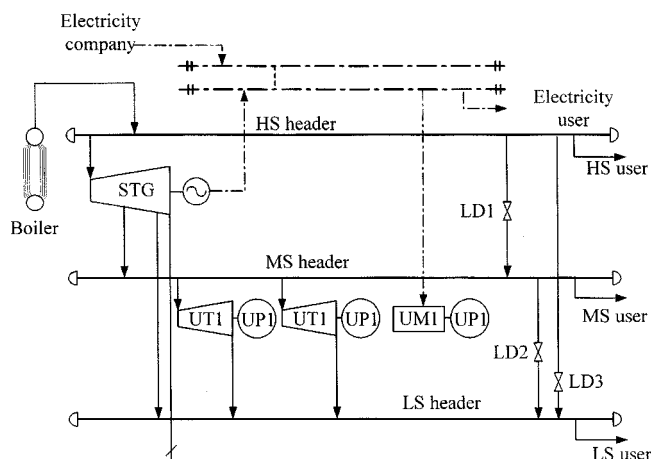 Electricity
company
Electricity
user
HS header
HS user
STG
Boiler
LD1
MS header
MS user
UT1
UP1
UT1
UP1
UM1
UP1
LD2
LD3
LS header
LS user